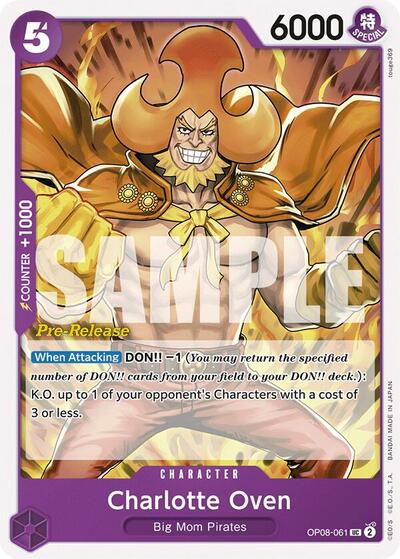 5
6000
特
SPECIAL
touge369
COUNTER +1000
SAMPLE
Pre-Release
When Attacking DON!! −1 (You may return the specified
number of DON!! cards from your field to your DON!! deck.):
K.O. up to 1 of your opponent's Characters with a cost of
3 or less.
CHARACTER
Charlotte Oven
Big Mom Pirates
OP08-061 UC 2
©E.O./S ©E.O./S.,T.A. BANDAI MADE IN JAPAN